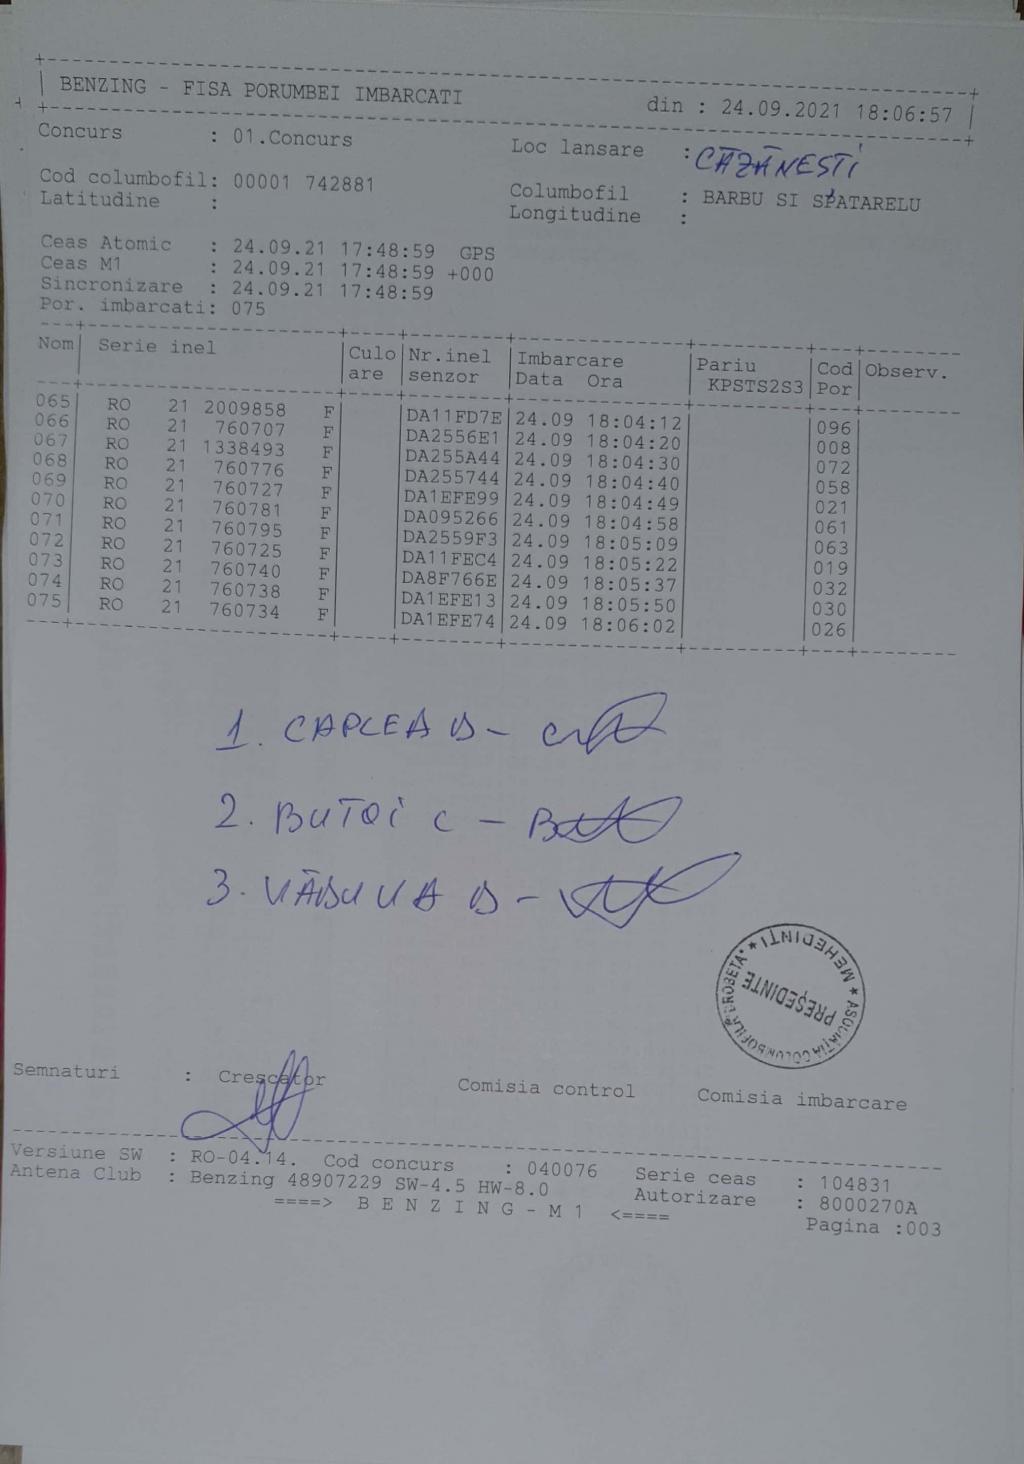 BENZING - FISA PORUMBEI IMBARCATI din : 24.09.2021 18:06:57
Concurs : 01.Concurs Loc lansare : CĂZĂNEȘTI
Cod columbofil: 00001 742881 Columbofil : BARBU SI SPATARELU
Latitudine : Longitudine :
Ceas Atomic : 24.09.21 17:48:59 GPS
Ceas M1 : 24.09.21 17:48:59 +000
Sincronizare : 24.09.21 17:48:59
Por. imbarcati: 075
Nom Serie inel Culo Nr.inel Imbarcare Pariu Cod Observ.
are senzor Data Ora KPSTS2S3 Por
065 RO 21 2009858 F DA11FD7E 24.09 18:04:12 096
066 RO 21 760707 F DA2556E1 24.09 18:04:20 008
067 RO 21 1338493 F DA255A44 24.09 18:04:30 072
068 RO 21 760776 F DA255744 24.09 18:04:40 058
069 RO 21 760727 F DA1EFE99 24.09 18:04:49 021
070 RO 21 760781 F DA095266 24.09 18:04:58 061
071 RO 21 760795 F DA2559F3 24.09 18:05:09 063
072 RO 21 760725 F DA11FEC4 24.09 18:05:22 019
073 RO 21 760740 F DA8F766E 24.09 18:05:37 032
074 RO 21 760738 F DA1EFE13 24.09 18:05:50 030
075 RO 21 760734 F DA1EFE74 24.09 18:06:02 026
1. CAPLEA D -
2. BUTOI C -
3. VĂDUVA D -
ASOCIAȚIA COLUMBOFILĂ DROBETA * MEHEDINȚI *
PREȘEDINTE
Semnaturi : Crescator Comisia control Comisia imbarcare
Versiune SW : RO-04.14. Cod concurs : 040076 Serie ceas : 104831
Antena Club : Benzing 48907229 SW-4.5 HW-8.0 Autorizare : 8000270A
====> B E N Z I N G - M 1 <==== Pagina :003